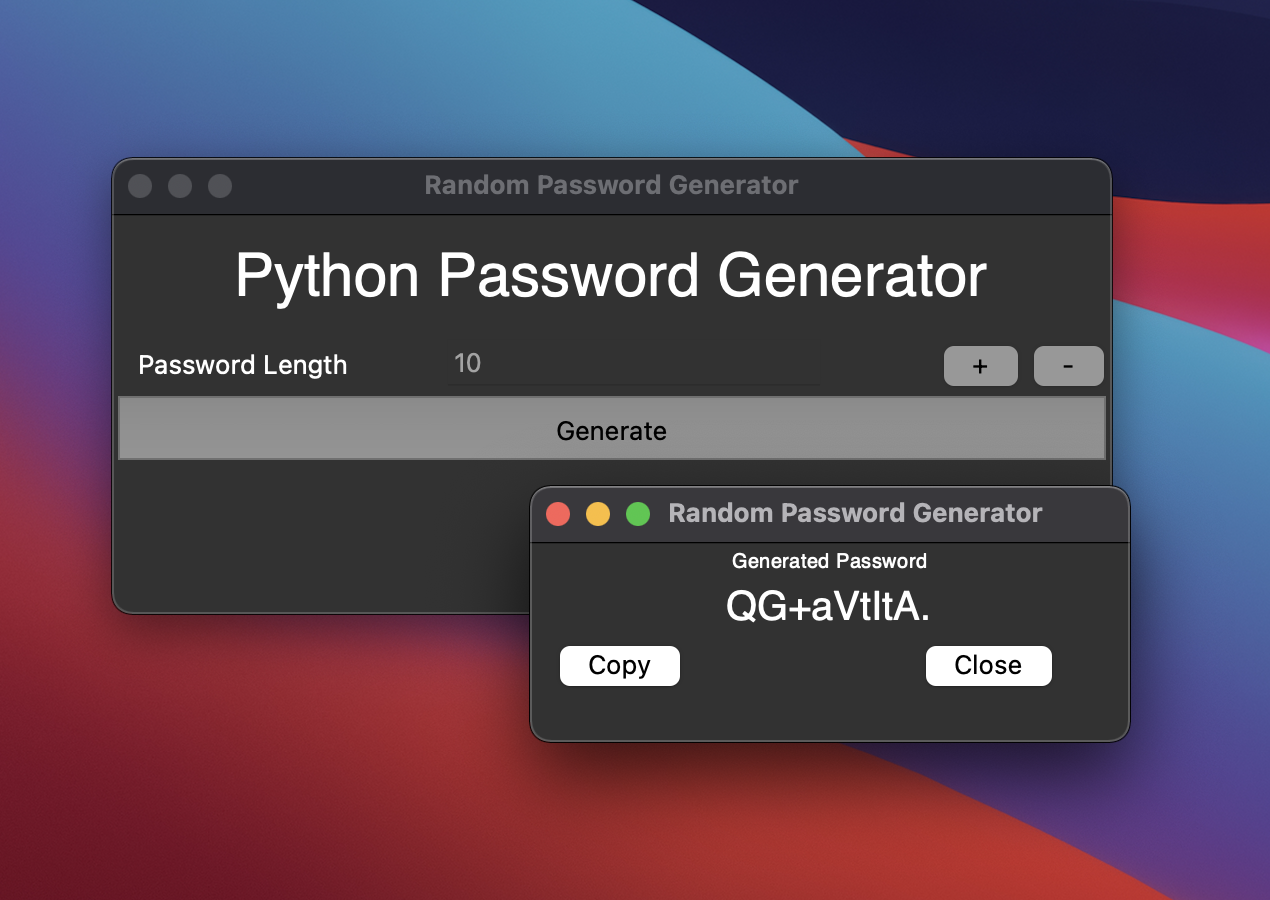 Random Password Generator
Python Password Generator
Password Length 10 + -
Generate
Random Password Generator
Generated Password
QG+aVtItA.
Copy Close